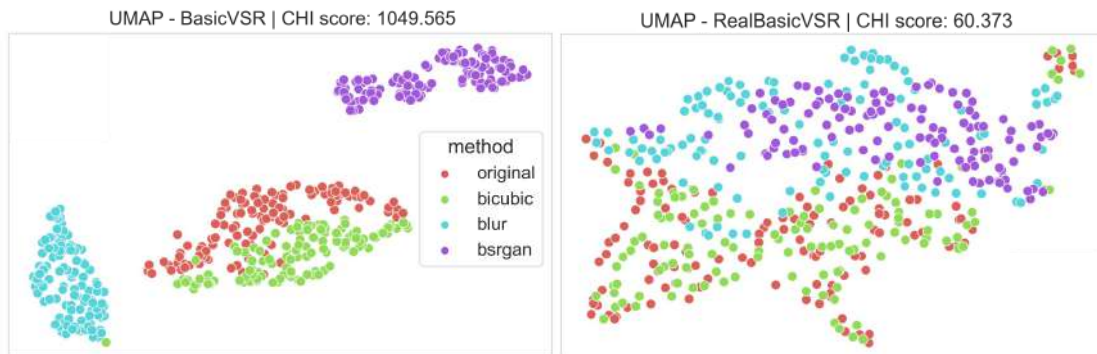 UMAP - BasicVSR | CHI score: 1049.565
UMAP - RealBasicVSR | CHI score: 60.373
method
original
bicubic
blur
bsrgan